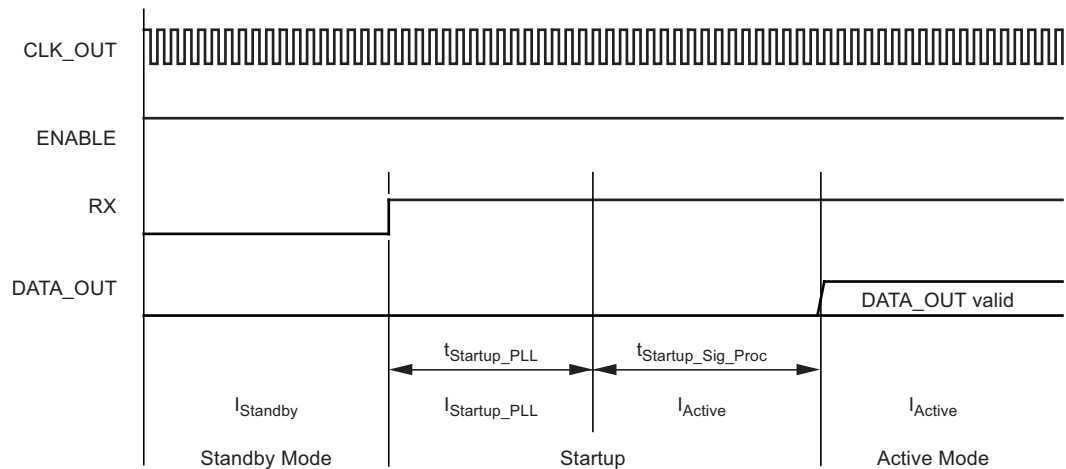 CLK_OUT
ENABLE
RX
DATA_OUT
DATA_OUT valid
tStartup_PLL
tStartup_Sig_Proc
IStandby
IStartup_PLL
IActive
IActive
Standby Mode
Startup
Active Mode